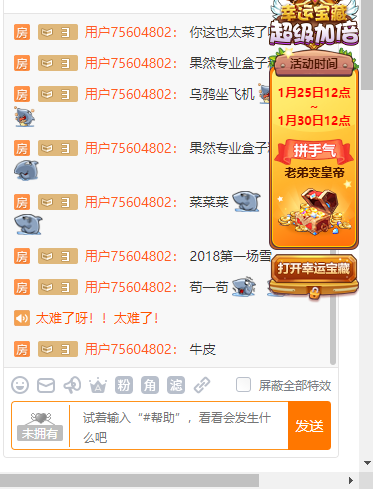 房 3 用户75604802： 你这也太菜了
房 3 用户75604802： 果然专业盒子
房 3 用户75604802： 乌鸦坐飞机
房 3 用户75604802： 果然专业盒子
房 3 用户75604802： 菜菜菜
房 3 用户75604802： 2018第一场雪
房 3 用户75604802： 苟一苟
太难了呀！！太难了！
房 3 用户75604802： 牛皮
粉 角 滤 屏蔽全部特效
未拥有
试着输入“#帮助”，看看会发生什
么吧
发送
幸运宝藏
超级加倍
活动时间
1月25日12点
~
1月30日12点
拼手气
老弟变皇帝
打开幸运宝藏